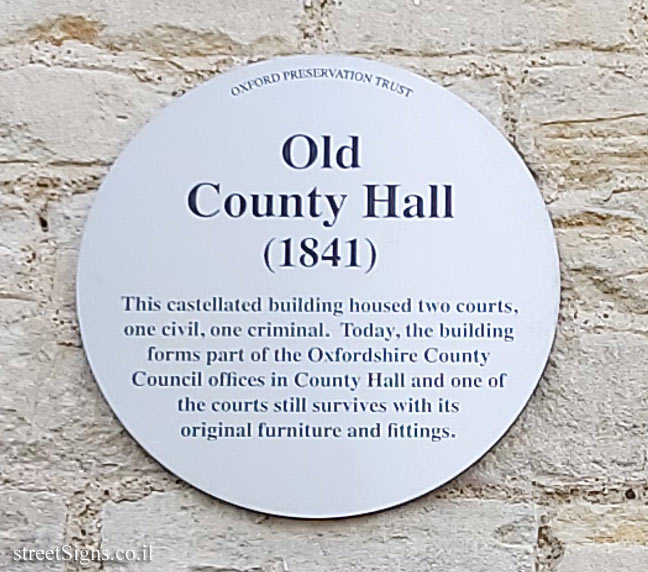 OXFORD PRESERVATION TRUST
Old
County Hall
(1841)
This castellated building housed two courts,
one civil, one criminal. Today, the building
forms part of the Oxfordshire County
Council offices in County Hall and one of
the courts still survives with its
original furniture and fittings.
streetSigns.co.il